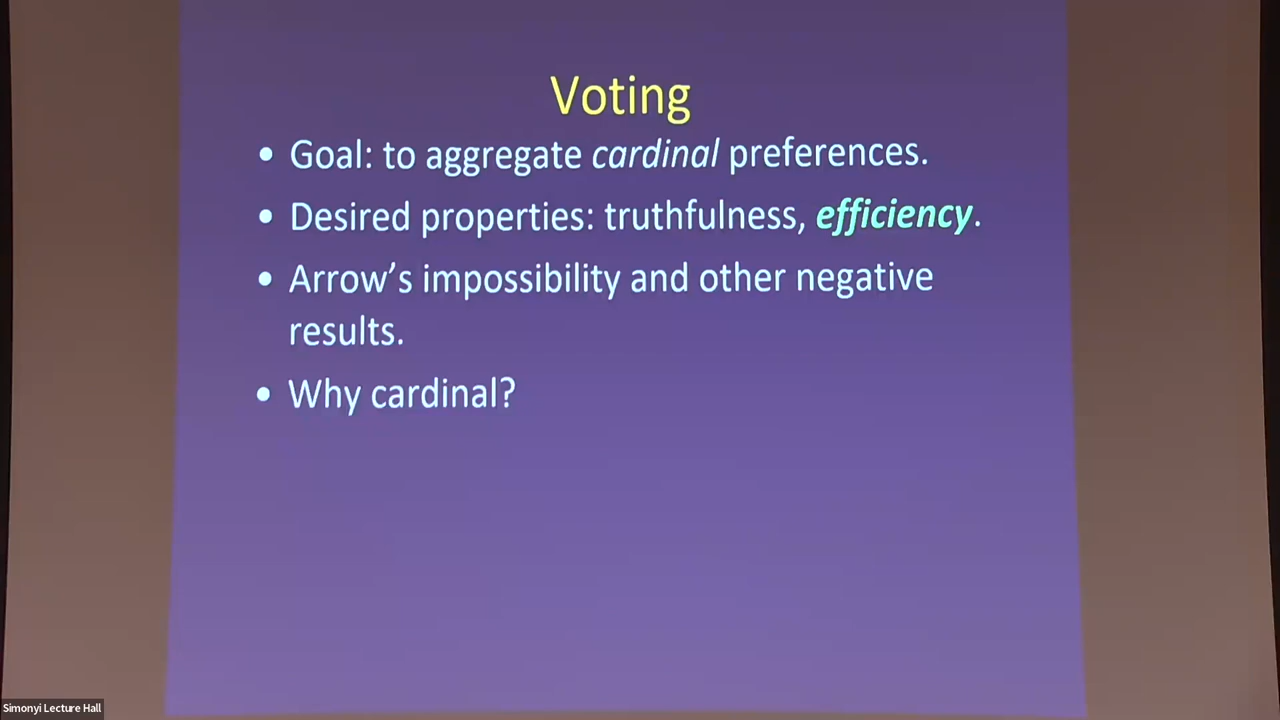 Voting
• Goal: to aggregate cardinal preferences.
• Desired properties: truthfulness, efficiency.
• Arrow’s impossibility and other negative
results.
• Why cardinal?
Simonyi Lecture Hall